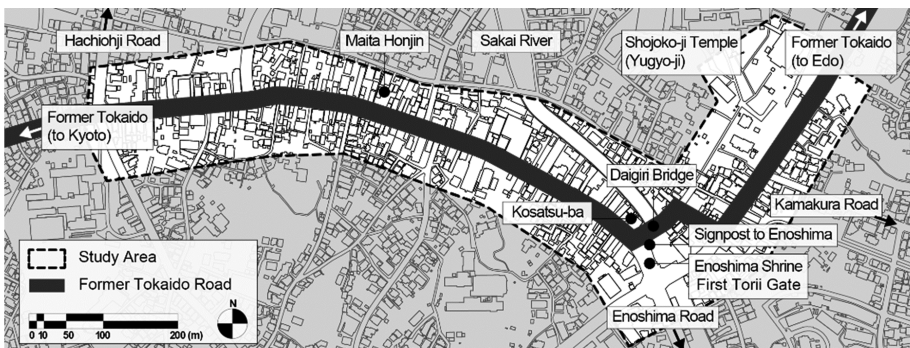 Hachiohji Road
Maita Honjin
Sakai River
Shojoko-ji Temple
(Yugyo-ji)
Former Tokaido
(to Edo)
Former Tokaido
(to Kyoto)
Daigiri Bridge
Kosatsu-ba
Kamakura Road
Signpost to Enoshima
Enoshima Shrine
First Torii Gate
Enoshima Road
Study Area
Former Tokaido Road
N
0 10 50 100 200 (m)